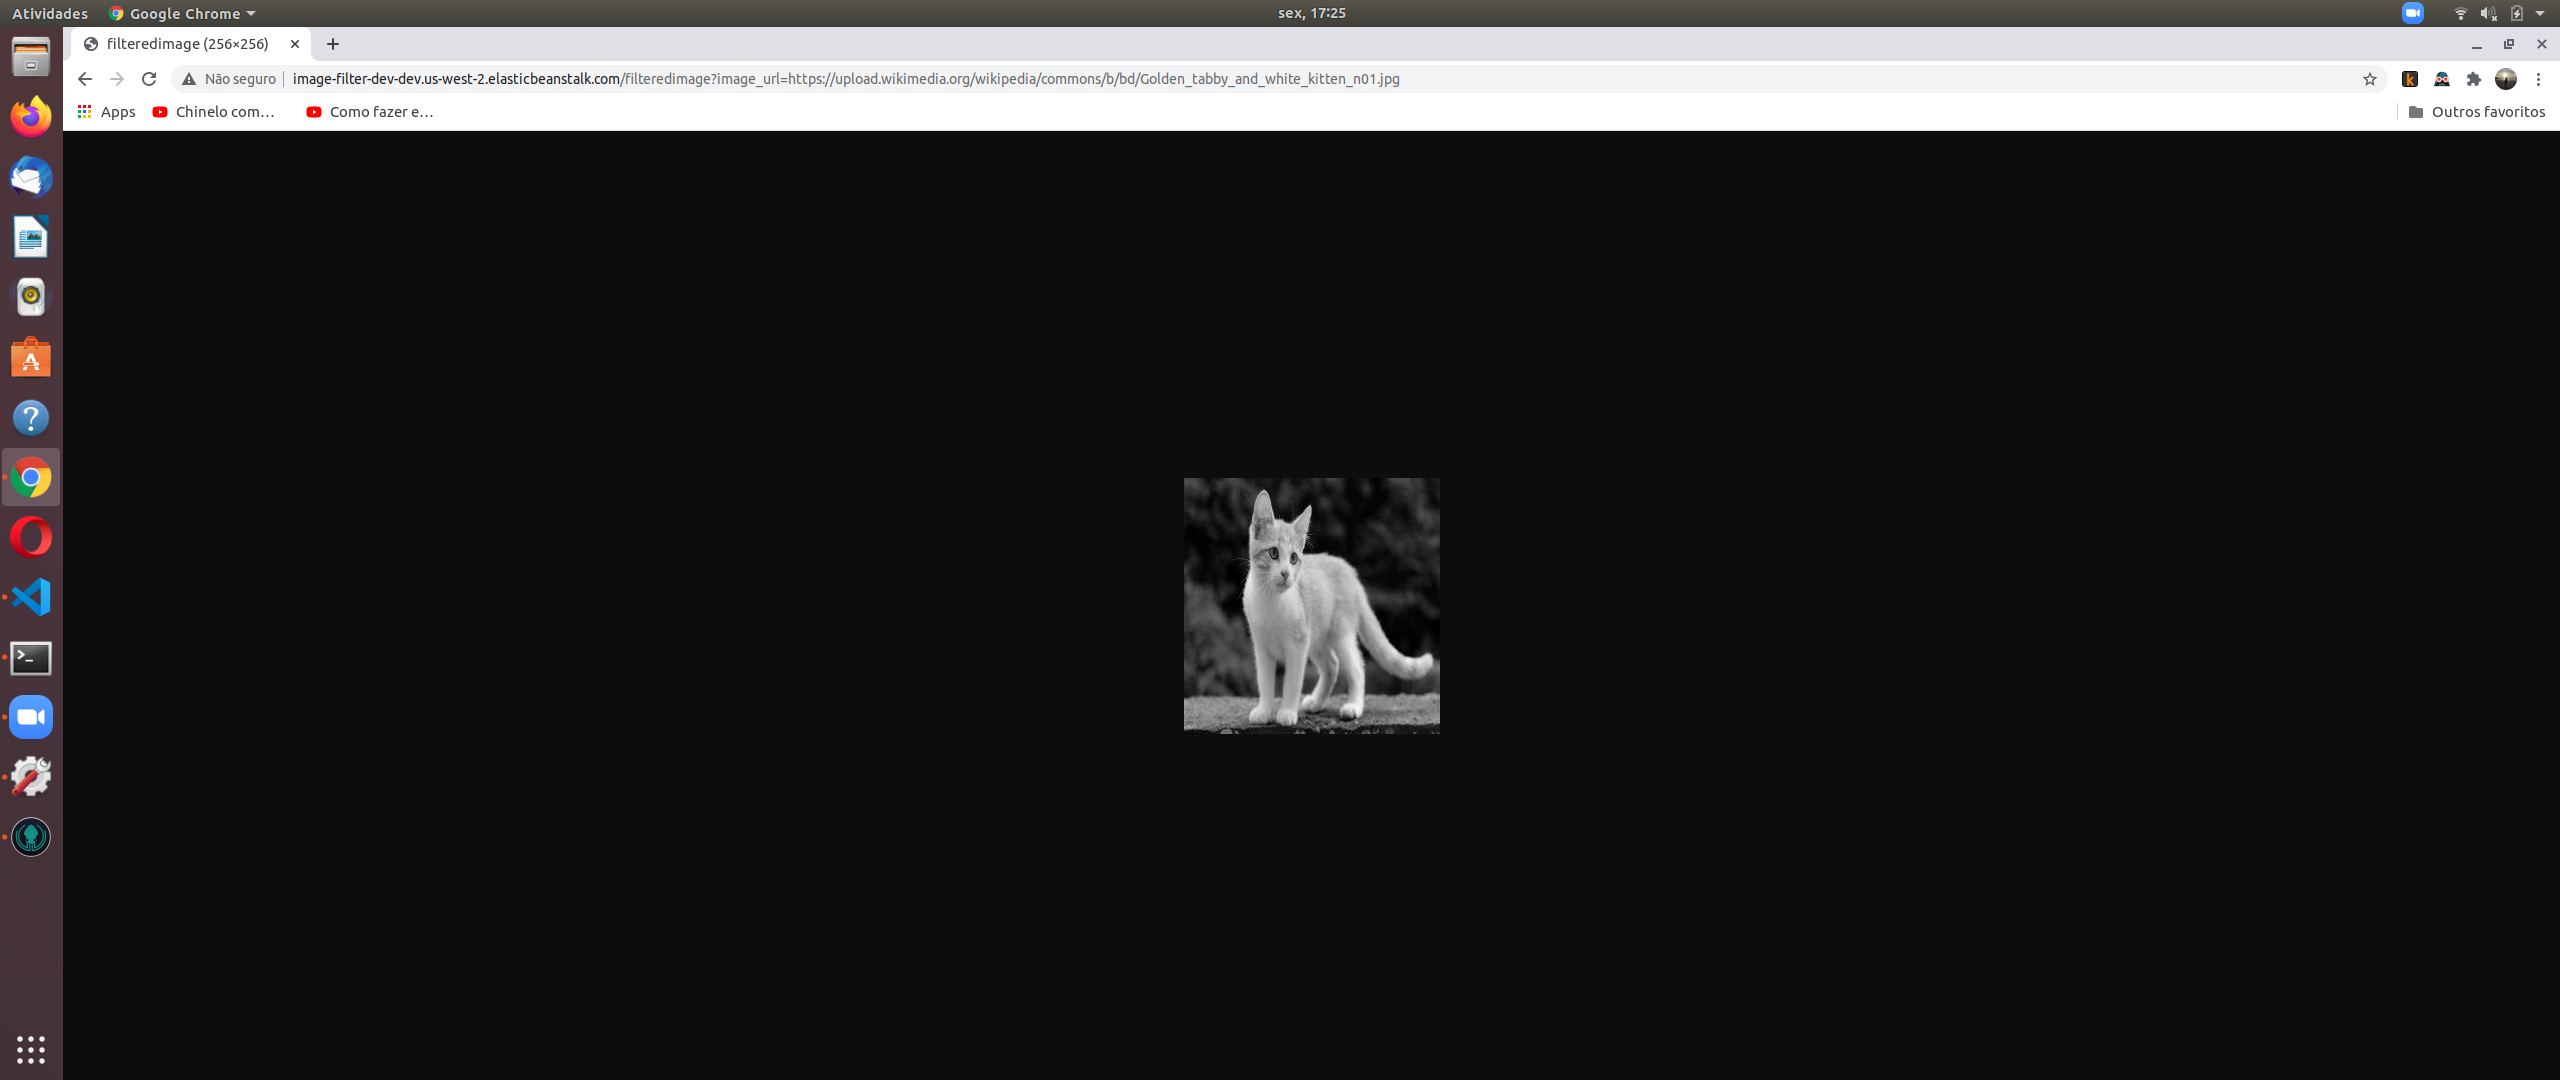 Atividades Google Chrome sex, 17:25
filteredimage (256×256)
Não seguro image-filter-dev-dev.us-west-2.elasticbeanstalk.com/filteredimage?image_url=https://upload.wikimedia.org/wikipedia/commons/b/bd/Golden_tabby_and_white_kitten_n01.jpg
Apps Chinelo com... Como fazer e... Outros favoritos